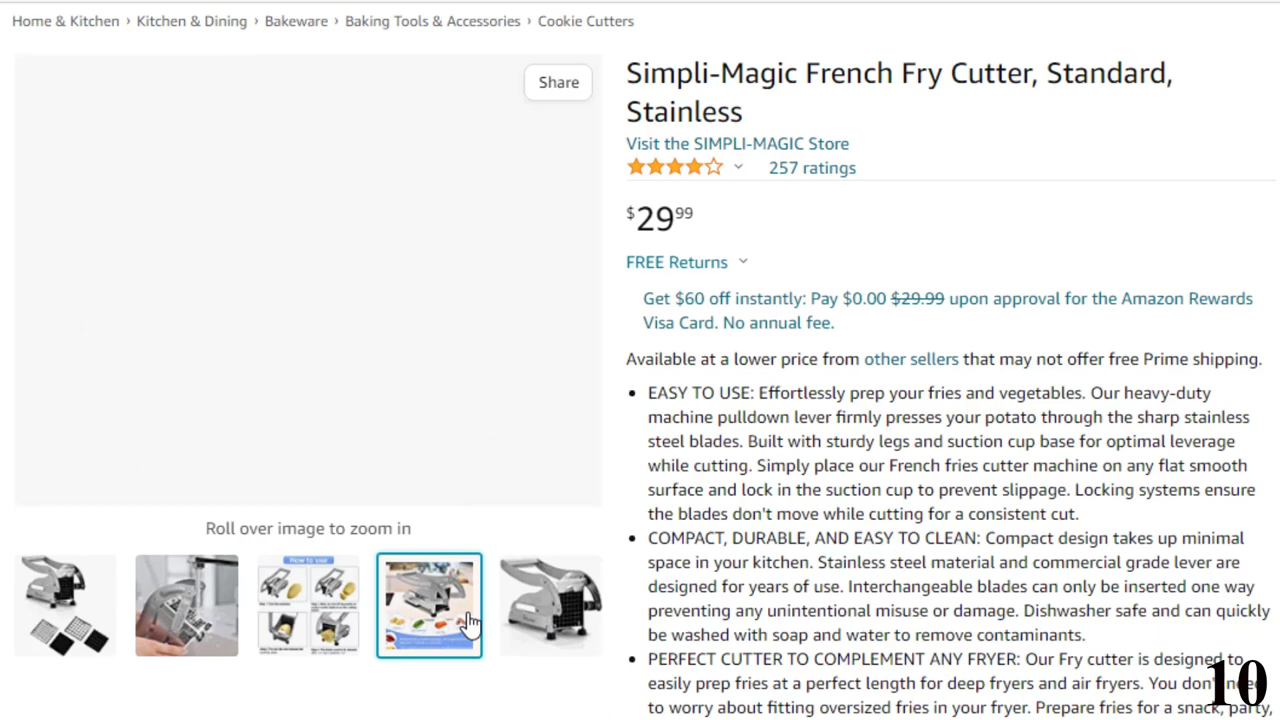 Home & Kitchen › Kitchen & Dining › Bakeware › Baking Tools & Accessories › Cookie Cutters
Share
Simpli-Magic French Fry Cutter, Standard,
Stainless
Visit the SIMPLI-MAGIC Store
257 ratings
$29 99
FREE Returns
Get $60 off instantly: Pay $0.00 $29.99 upon approval for the Amazon Rewards
Visa Card. No annual fee.
Available at a lower price from other sellers that may not offer free Prime shipping.
• EASY TO USE: Effortlessly prep your fries and vegetables. Our heavy-duty
machine pulldown lever firmly presses your potato through the sharp stainless
steel blades. Built with sturdy legs and suction cup base for optimal leverage
while cutting. Simply place our French fries cutter machine on any flat smooth
surface and lock in the suction cup to prevent slippage. Locking systems ensure
the blades don't move while cutting for a consistent cut.
• COMPACT, DURABLE, AND EASY TO CLEAN: Compact design takes up minimal
space in your kitchen. Stainless steel material and commercial grade lever are
designed for years of use. Interchangeable blades can only be inserted one way
preventing any unintentional misuse or damage. Dishwasher safe and can quickly
be washed with soap and water to remove contaminants.
• PERFECT CUTTER TO COMPLEMENT ANY FRYER: Our Fry cutter is designed to
easily prep fries at a perfect length for deep fryers and air fryers. You don't need
to worry about fitting oversized fries in your fryer. Prepare fries for a snack, party,
10
Roll over image to zoom in
How to use